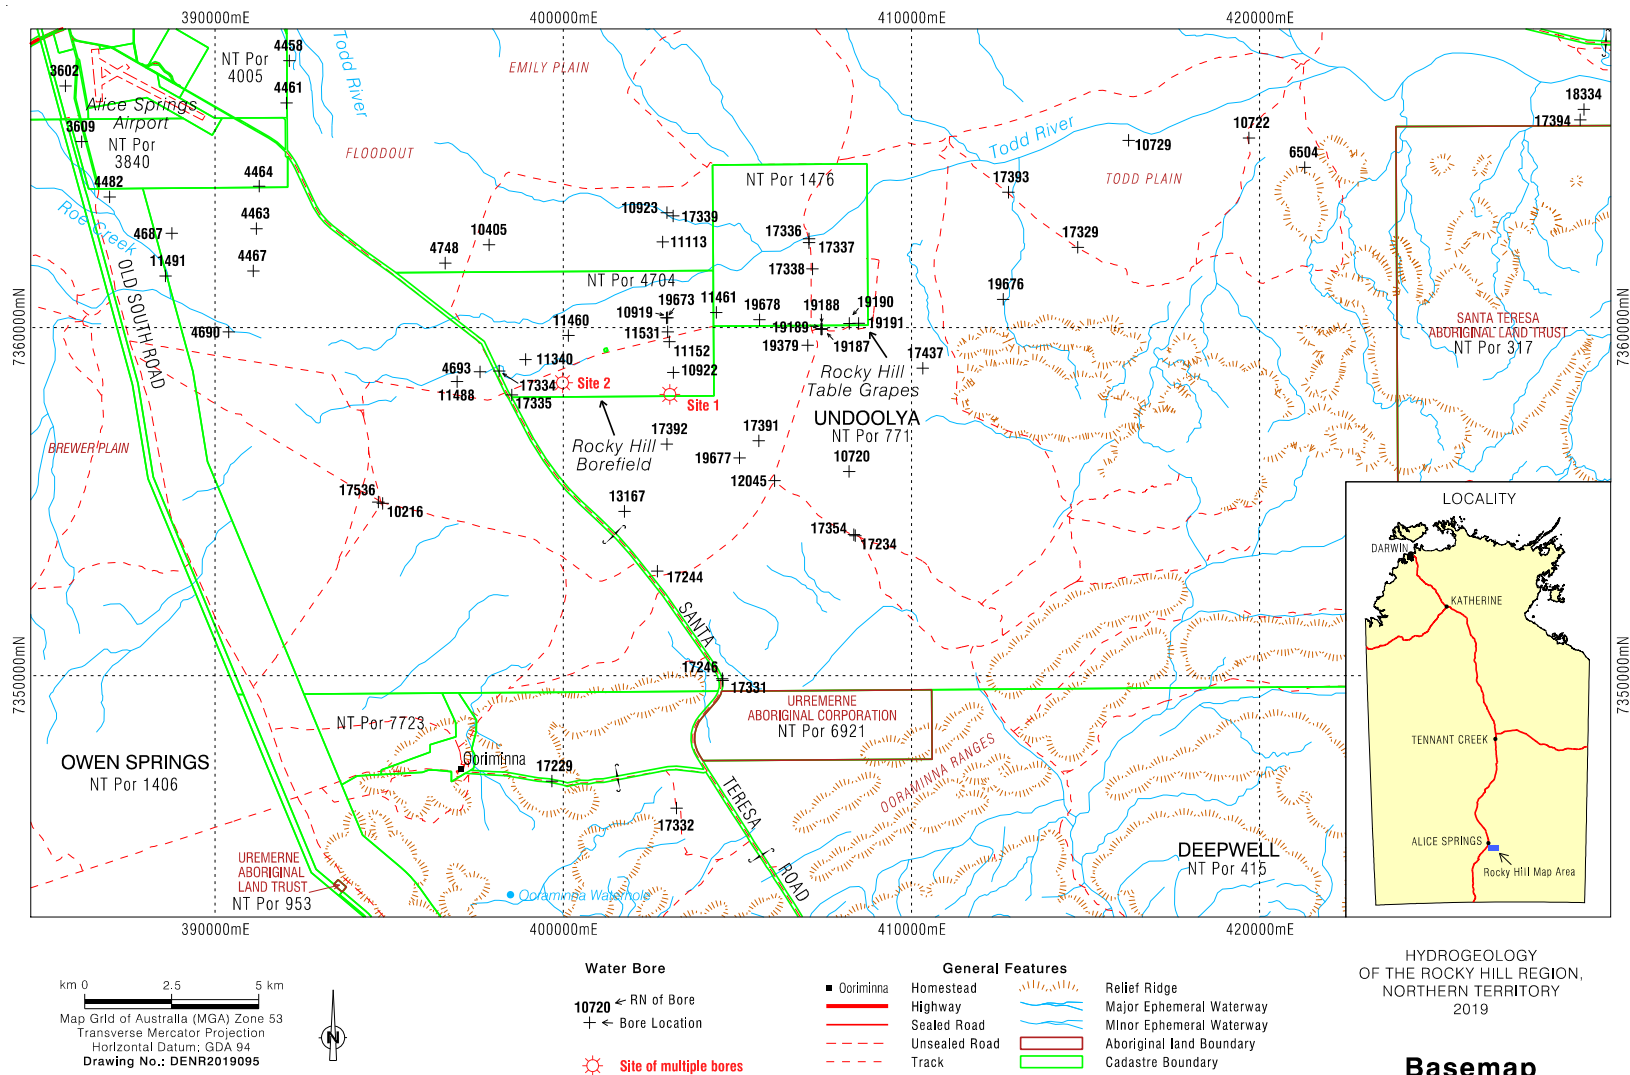 390000mE
400000mE
410000mE
420000mE
4458
NT Por
4005
Todd River
EMILY PLAIN
3602
4461
Alice Springs
Airport
18334
17394
3609
NT Por
3840
Todd River
10722
10729
6504
FLOODOUT
TODD PLAIN
4464
NT Por 1476
17393
4482
Roe Creek
4463
10923
17339
4687
10405
11113
17336
17337
17329
4748
4467
11491
17338
NT Por 4704
OLD SOUTH ROAD
19673
11461
19678
19188
19190
19676
10919
11460
11531
19189
19191
4690
7360000mN
7360000mN
SANTA TERESA
ABORIGINAL LAND TRUST
NT Por 317
19379
19187
11152
17437
11340
4693
10922
Rocky Hill
Table Grapes
17334
Site 2
11488
17335
Site 1
UNDOOLYA
NT Por 771
17392
17391
Rocky Hill
Borefield
BREWER PLAIN
19677
10720
12045
17536
10216
13167
17354
17234
17244
SANTA
17246
17331
7350000mN
7350000mN
URREMERNE
ABORIGINAL CORPORATION
NT Por 6921
NT Por 7723
OORAMINNA RANGES
OWEN SPRINGS
NT Por 1406
Ooriminna
17229
TERESA
17332
ROAD
DEEPWELL
NT Por 415
UREMERNE
ABORIGINAL
LAND TRUST
NT Por 953
Ooraminna Waterhole
LOCALITY
DARWIN
KATHERINE
TENNANT CREEK
ALICE SPRINGS
Rocky Hill Map Area
390000mE
400000mE
410000mE
420000mE
km 0
2.5
5 km
Map Grid of Australia (MGA) Zone 53
Transverse Mercator Projection
Horizontal Datum: GDA 94
Drawing No.: DENR2019095
N
Water Bore
10720
RN of Bore
Bore Location
Site of multiple bores
General Features
Ooriminna
Homestead
Highway
Sealed Road
Unsealed Road
Track
Relief Ridge
Major Ephemeral Waterway
Minor Ephemeral Waterway
Aboriginal land Boundary
Cadastre Boundary
HYDROGEOLOGY
OF THE ROCKY HILL REGION,
NORTHERN TERRITORY
2019
Basemap